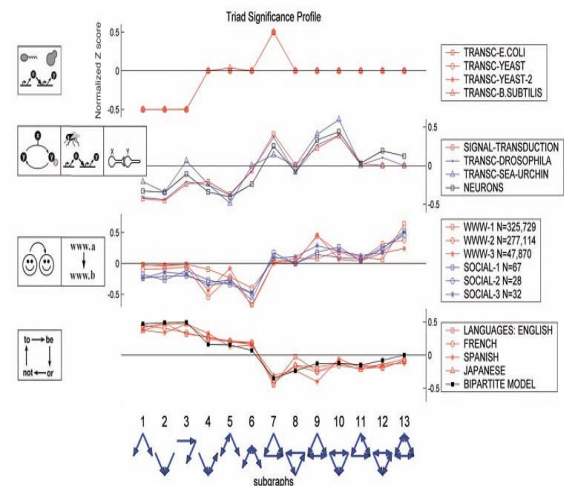 Triad Significance Profile
Normalized Z score
0.5
0
-0.5
TRANSC-E.COLI
TRANSC-YEAST
TRANSC-YEAST-2
TRANSC-B.SUBTILIS
X
Y
0.5
0
-0.5
SIGNAL-TRANSDUCTION
TRANSC-DROSOPHILA
TRANSC-SEA-URCHIN
NEURONS
www.a
www.b
0.5
0
-0.5
WWW-1 N=325,729
WWW-2 N=277,114
WWW-3 N=47,870
SOCIAL-1 N=67
SOCIAL-2 N=28
SOCIAL-3 N=32
to be
not or
0.5
0
-0.5
LANGUAGES: ENGLISH
FRENCH
SPANISH
JAPANESE
BIPARTITE MODEL
1 2 3 4 5 6 7 8 9 10 11 12 13
subgraphs